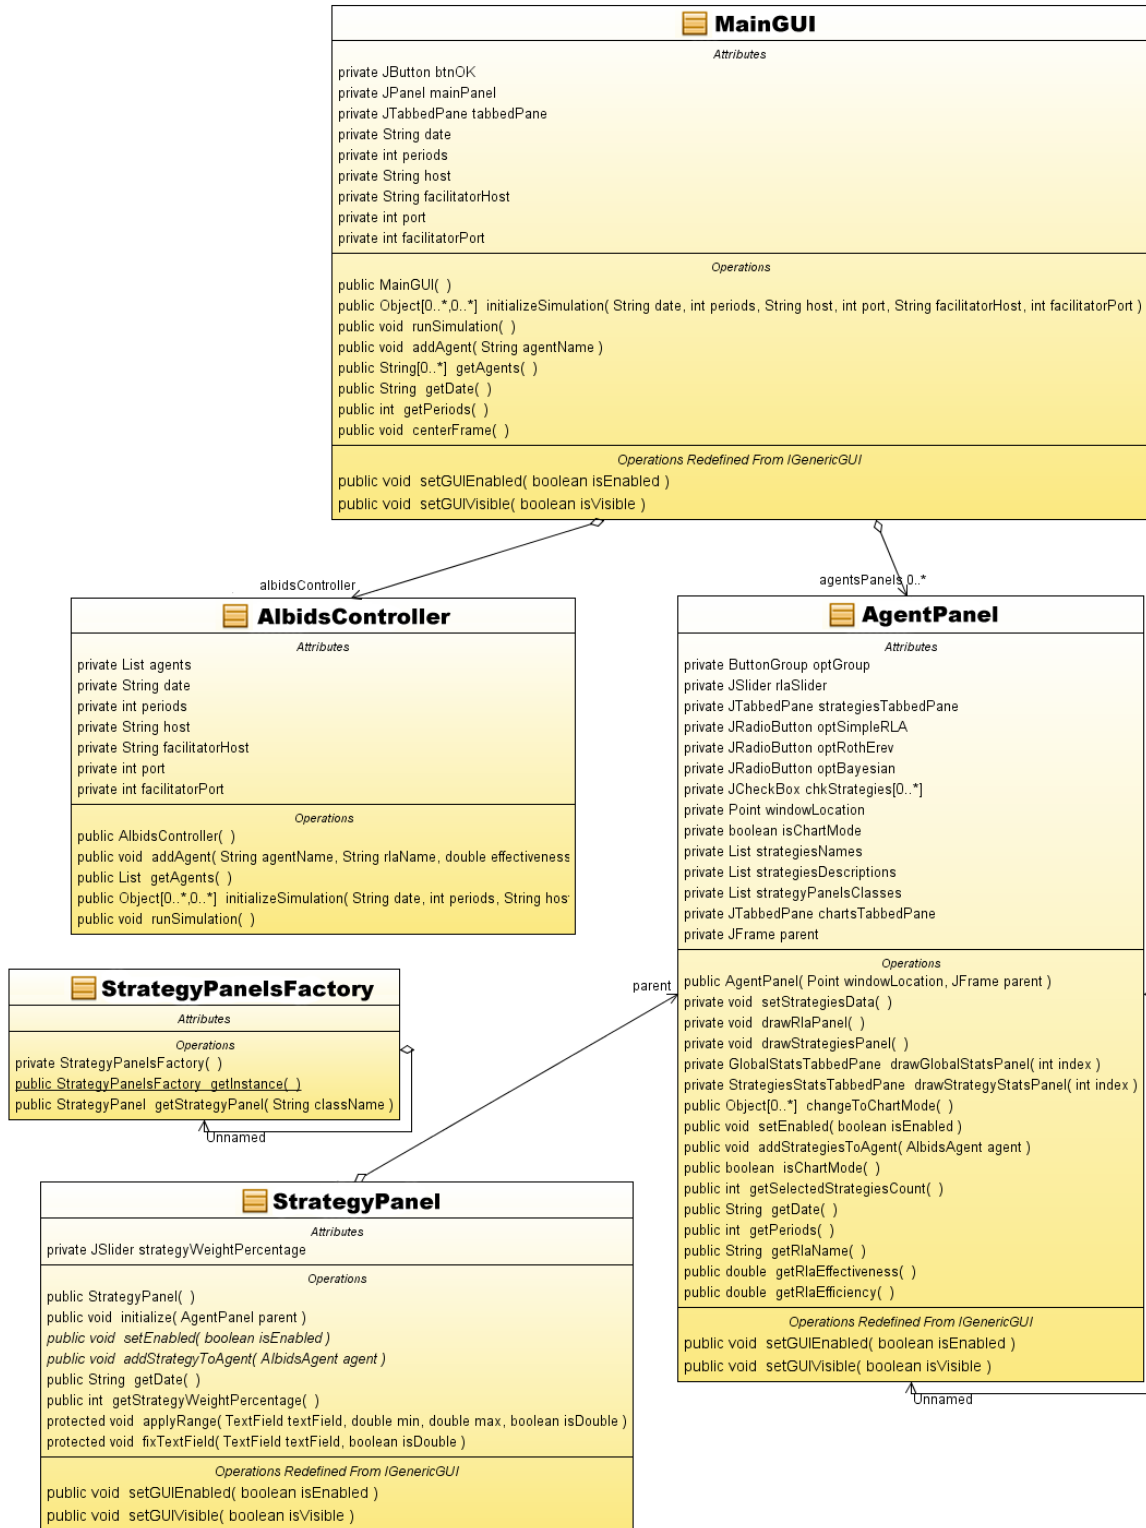 MainGUI
Attributes
private JButton btnOK
private JPanel mainPanel
private JTabbedPane tabbedPane
private String date
private int periods
private String host
private String facilitatorHost
private int port
private int facilitatorPort
Operations
public MainGUI( )
public Object[0..*,0..*] initializeSimulation( String date, int periods, String host, int port, String facilitatorHost, int facilitatorPort )
public void runSimulation( )
public void addAgent( String agentName )
public String[0..*] getAgents( )
public String getDate( )
public int getPeriods( )
public void centerFrame( )
Operations Redefined From IGenericGUI
public void setGUIEnabled( boolean isEnabled )
public void setGUIVisible( boolean isVisible )
albidsController
agentsPanels 0..*
AlbidsController
Attributes
private List agents
private String date
private int periods
private String host
private String facilitatorHost
private int port
private int facilitatorPort
Operations
public AlbidsController( )
public void addAgent( String agentName, String rlaName, double effectiveness
public List getAgents( )
public Object[0..*,0..*] initializeSimulation( String date, int periods, String hos
public void runSimulation( )
AgentPanel
Attributes
private ButtonGroup optGroup
private JSlider rlaSlider
private JTabbedPane strategiesTabbedPane
private JRadioButton optSimpleRLA
private JRadioButton optRothErev
private JRadioButton optBayesian
private JCheckBox chkStrategies[0..*]
private Point windowLocation
private boolean isChartMode
private List strategiesNames
private List strategiesDescriptions
private List strategyPanelsClasses
private JTabbedPane chartsTabbedPane
private JFrame parent
Operations
public AgentPanel( Point windowLocation, JFrame parent )
private void setStrategiesData( )
private void drawRlaPanel( )
private void drawStrategiesPanel( )
private GlobalStatsTabbedPane drawGlobalStatsPanel( int index )
private StrategiesStatsTabbedPane drawStrategyStatsPanel( int index )
public Object[0..*] changeToChartMode( )
public void setEnabled( boolean isEnabled )
public void addStrategiesToAgent( AlbidsAgent agent )
public boolean isChartMode( )
public int getSelectedStrategiesCount( )
public String getDate( )
public int getPeriods( )
public String getRlaName( )
public double getRlaEffectiveness( )
public double getRlaEfficiency( )
Operations Redefined From IGenericGUI
public void setGUIEnabled( boolean isEnabled )
public void setGUIVisible( boolean isVisible )
Unnamed
StrategyPanelsFactory
Attributes
Operations
private StrategyPanelsFactory( )
public StrategyPanelsFactory getInstance( )
public StrategyPanel getStrategyPanel( String className )
Unnamed
parent
StrategyPanel
Attributes
private JSlider strategyWeightPercentage
Operations
public StrategyPanel( )
public void initialize( AgentPanel parent )
public void setEnabled( boolean isEnabled )
public void addStrategyToAgent( AlbidsAgent agent )
public String getDate( )
public int getStrategyWeightPercentage( )
protected void applyRange( TextField textField, double min, double max, boolean isDouble )
protected void fixTextField( TextField textField, boolean isDouble )
Operations Redefined From IGenericGUI
public void setGUIEnabled( boolean isEnabled )
public void setGUIVisible( boolean isVisible )